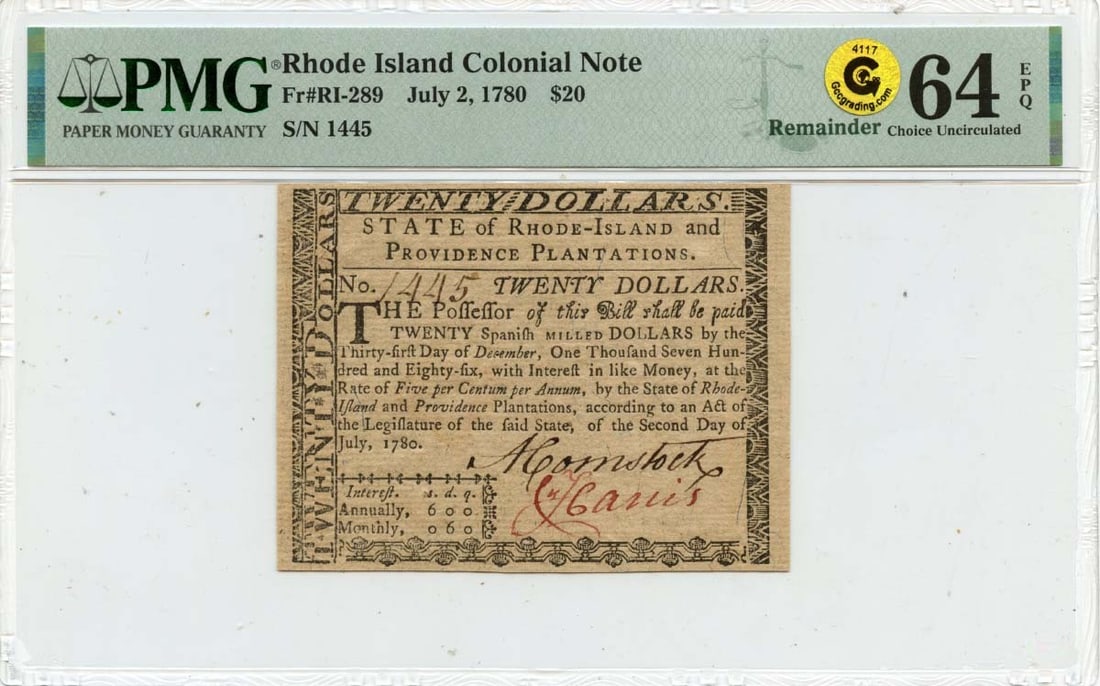 PMG® Rhode Island Colonial Note
Fr#RI-289 July 2, 1780 $20
PAPER MONEY GUARANTY S/N 1445
4117
G
Gccgrading.com
Remainder
64 EPQ
Choice Uncirculated
TWENTY DOLLARS
TWENTY DOLLARS.
STATE of RHODE-ISLAND and
PROVIDENCE PLANTATIONS.
No. 1445 TWENTY DOLLARS.
THE Poſſeſſor of this Bill shall be paid
TWENTY Spaniſh MILLED DOLLARS by the
Thirty-firſt Day of December, One Thouſand Seven Hun-
dred and Eighty-ſix, with Intereſt in like Money, at the
Rate of Five per Centum per Annum, by the State of Rhode-
Iſland and Providence Plantations, according to an Act of
the Legiſlature of the ſaid State, of the Second Day of
July, 1780.
A Comstock
J Harris
Intereſt. s. d. q.
Annually, 6 0 0
Monthly, 0 6 0